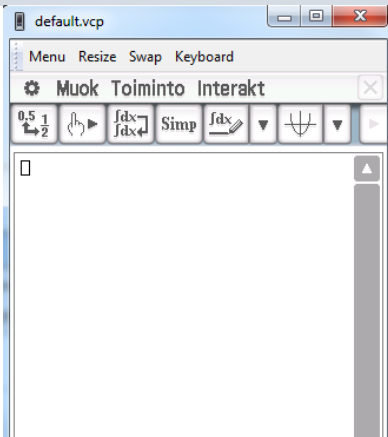 default.vcp
Menu Resize Swap Keyboard
Muok Toiminto Interakt
0.5 1 2 ∫dx ∫dx Simp ∫dx